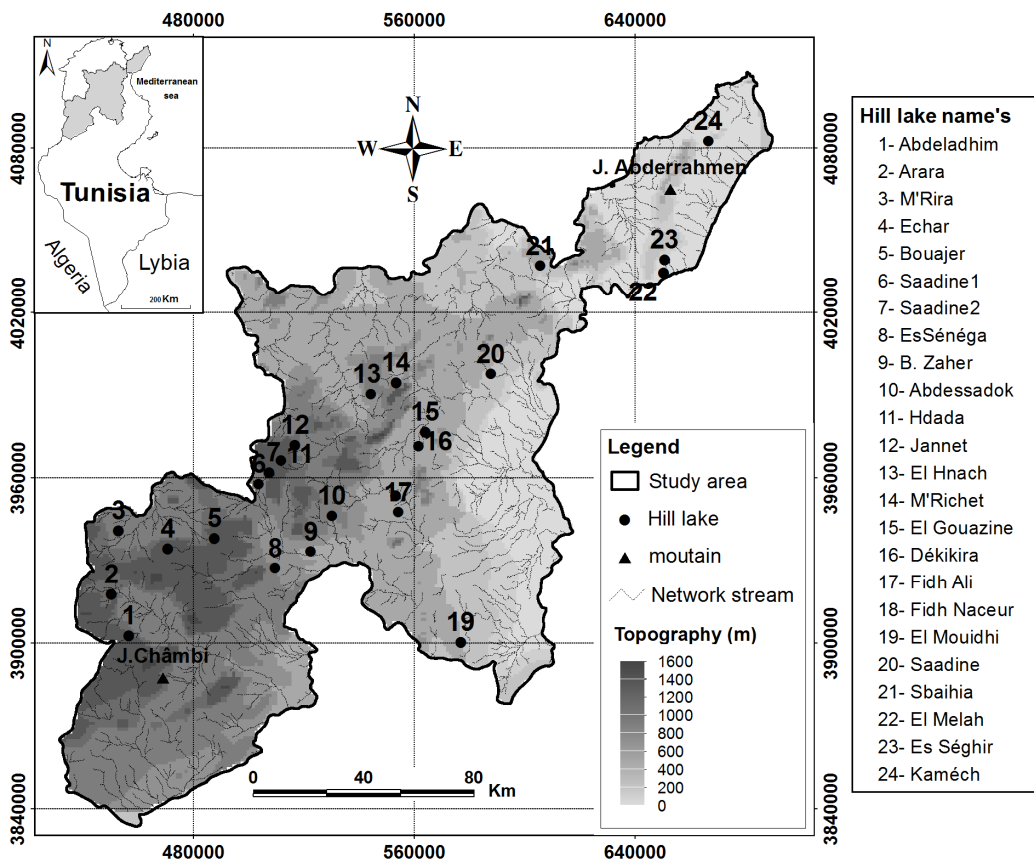 480000 560000 640000
N
Mediterranean
sea
Tunisia
Algeria
Lybia
200 Km
N
W E
S
4080000
4020000
3960000
3900000
3840000
4080000
4020000
3960000
3900000
3840000
24
J. Abderrahmen
23
22
21
20
14
13
15
16
12
11
7
6
17
10
9
8
5
4
3
2
1
19
J.Châmbi
0 40 80
Km
Legend
Study area
Hill lake
moutain
Network stream
Topography (m)
1600
1400
1200
1000
800
600
400
200
0
480000 560000 640000
Hill lake name's
1- Abdeladhim
2- Arara
3- M'Rira
4- Echar
5- Bouajer
6- Saadine1
7- Saadine2
8- EsSénéga
9- B. Zaher
10- Abdessadok
11- Hdada
12- Jannet
13- El Hnach
14- M'Richet
15- El Gouazine
16- Dékikira
17- Fidh Ali
18- Fidh Naceur
19- El Mouidhi
20- Saadine
21- Sbaihia
22- El Melah
23- Es Séghir
24- Kaméch